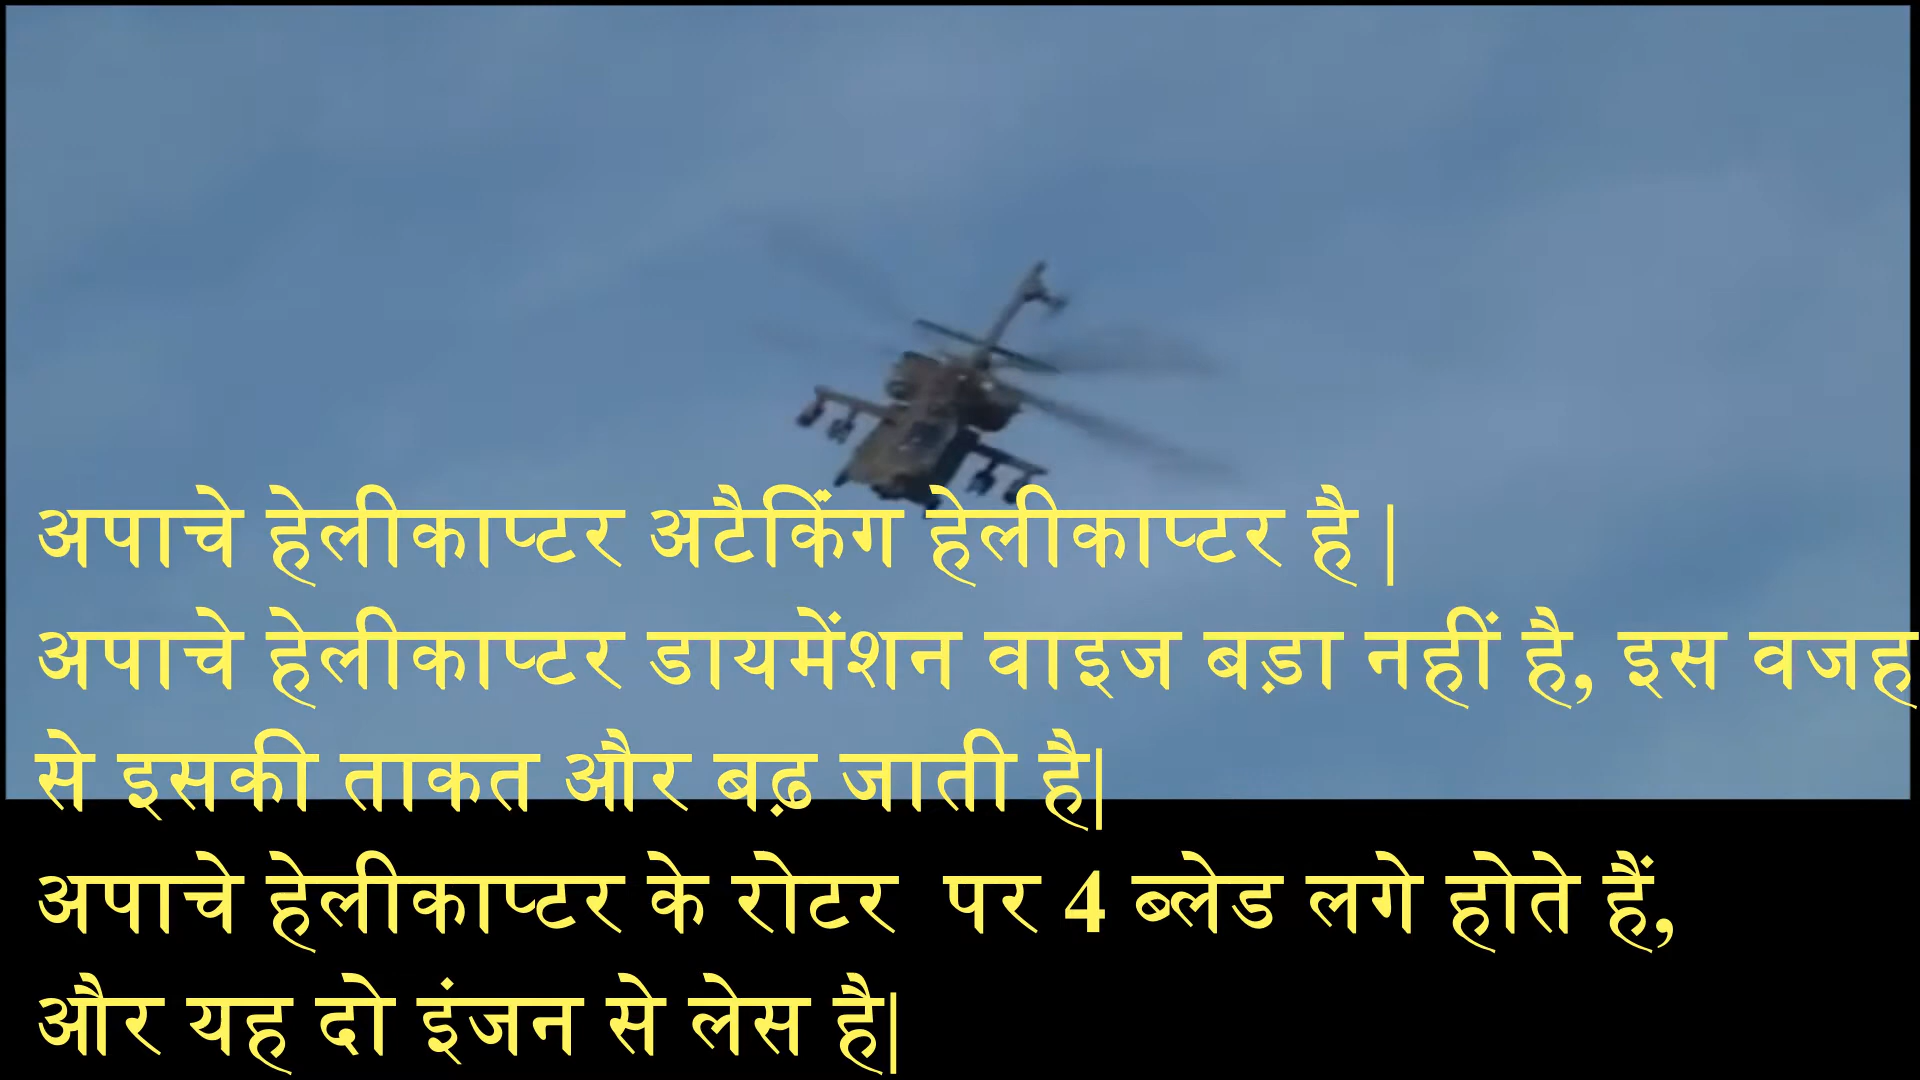 अपाचे हेलीकाप्टर अटैकिंग हेलीकाप्टर है |
अपाचे हेलीकाप्टर डायमेंशन वाइज बड़ा नहीं है, इस वजह
से इसकी ताकत और बढ़ जाती है|
अपाचे हेलीकाप्टर के रोटर  पर 4 ब्लेड लगे होते हैं,
और यह दो इंजन से लेस है|